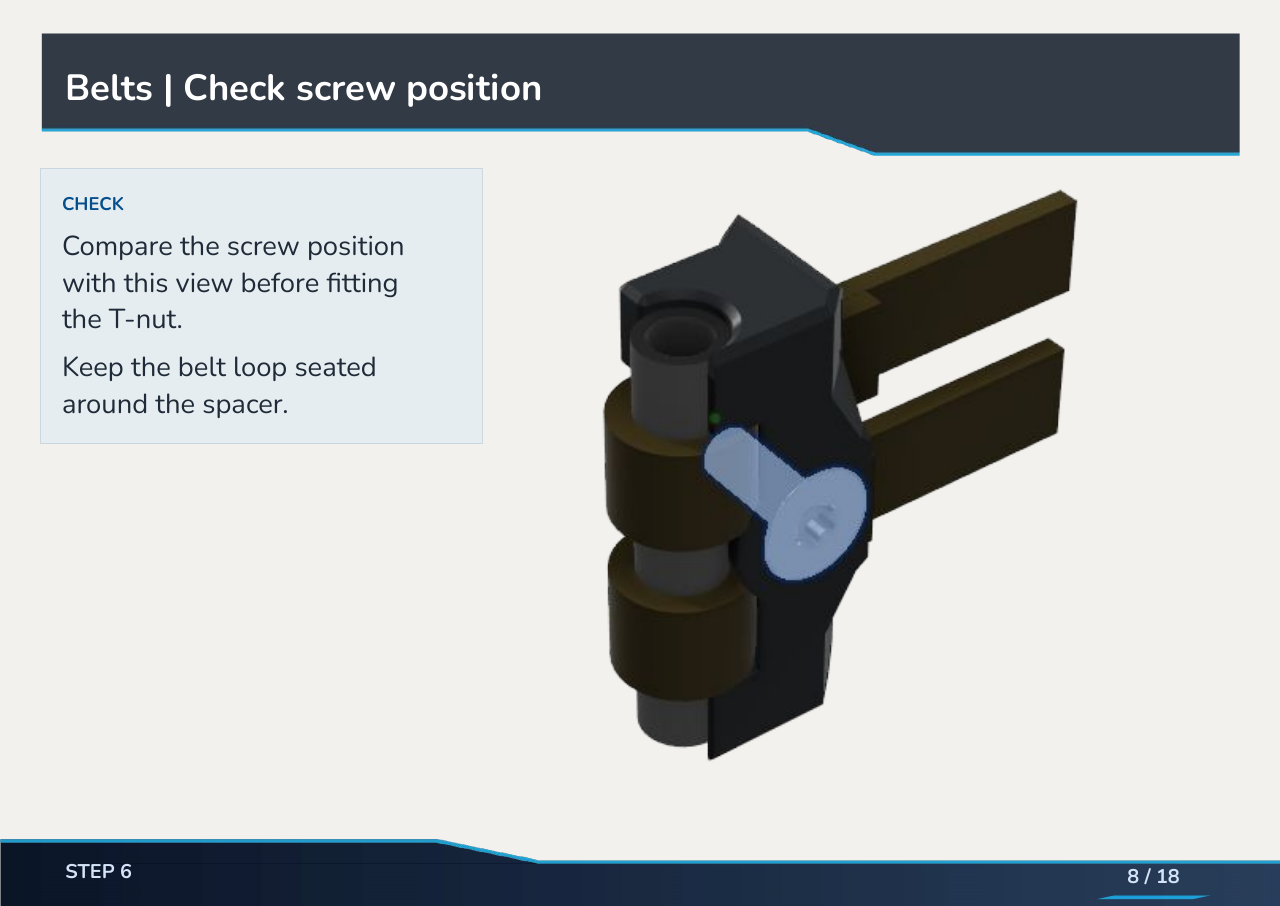 Belts | Check screw position
CHECK
Compare the screw position
with this view before fitting
the T-nut.
Keep the belt loop seated
around the spacer.
STEP 6
8 / 18